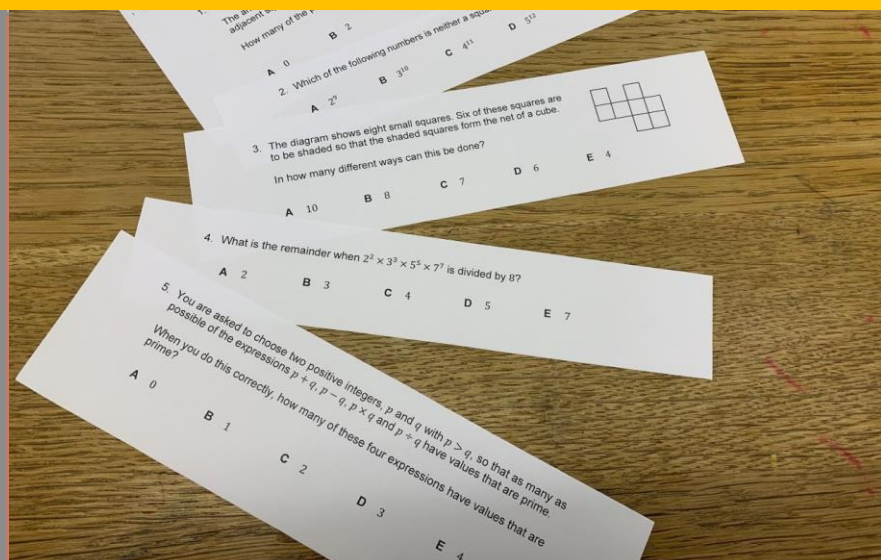 1.
The
adjacent
How many of the
A 0
B 2
2. Which of the following numbers is neither a
A 2⁹
B 3¹⁰
C 4¹¹
D 5¹²
3. The diagram shows eight small squares. Six of these squares are
to be shaded so that the shaded squares form the net of a cube.
In how many different ways can this be done?
A 10
B 8
C 7
D 6
E 4
4. What is the remainder when 2² × 3³ × 5⁵ × 7⁷ is divided by 8?
A 2
B 3
C 4
D 5
E 7
5. You are asked to choose two positive integers, p and q with p > q, so that as many as
possible of the expressions p + q, p − q, p × q and p ÷ q have values that are prime.
When you do this correctly, how many of these four expressions have values that are
prime?
A 0
B 1
C 2
D 3
E 4